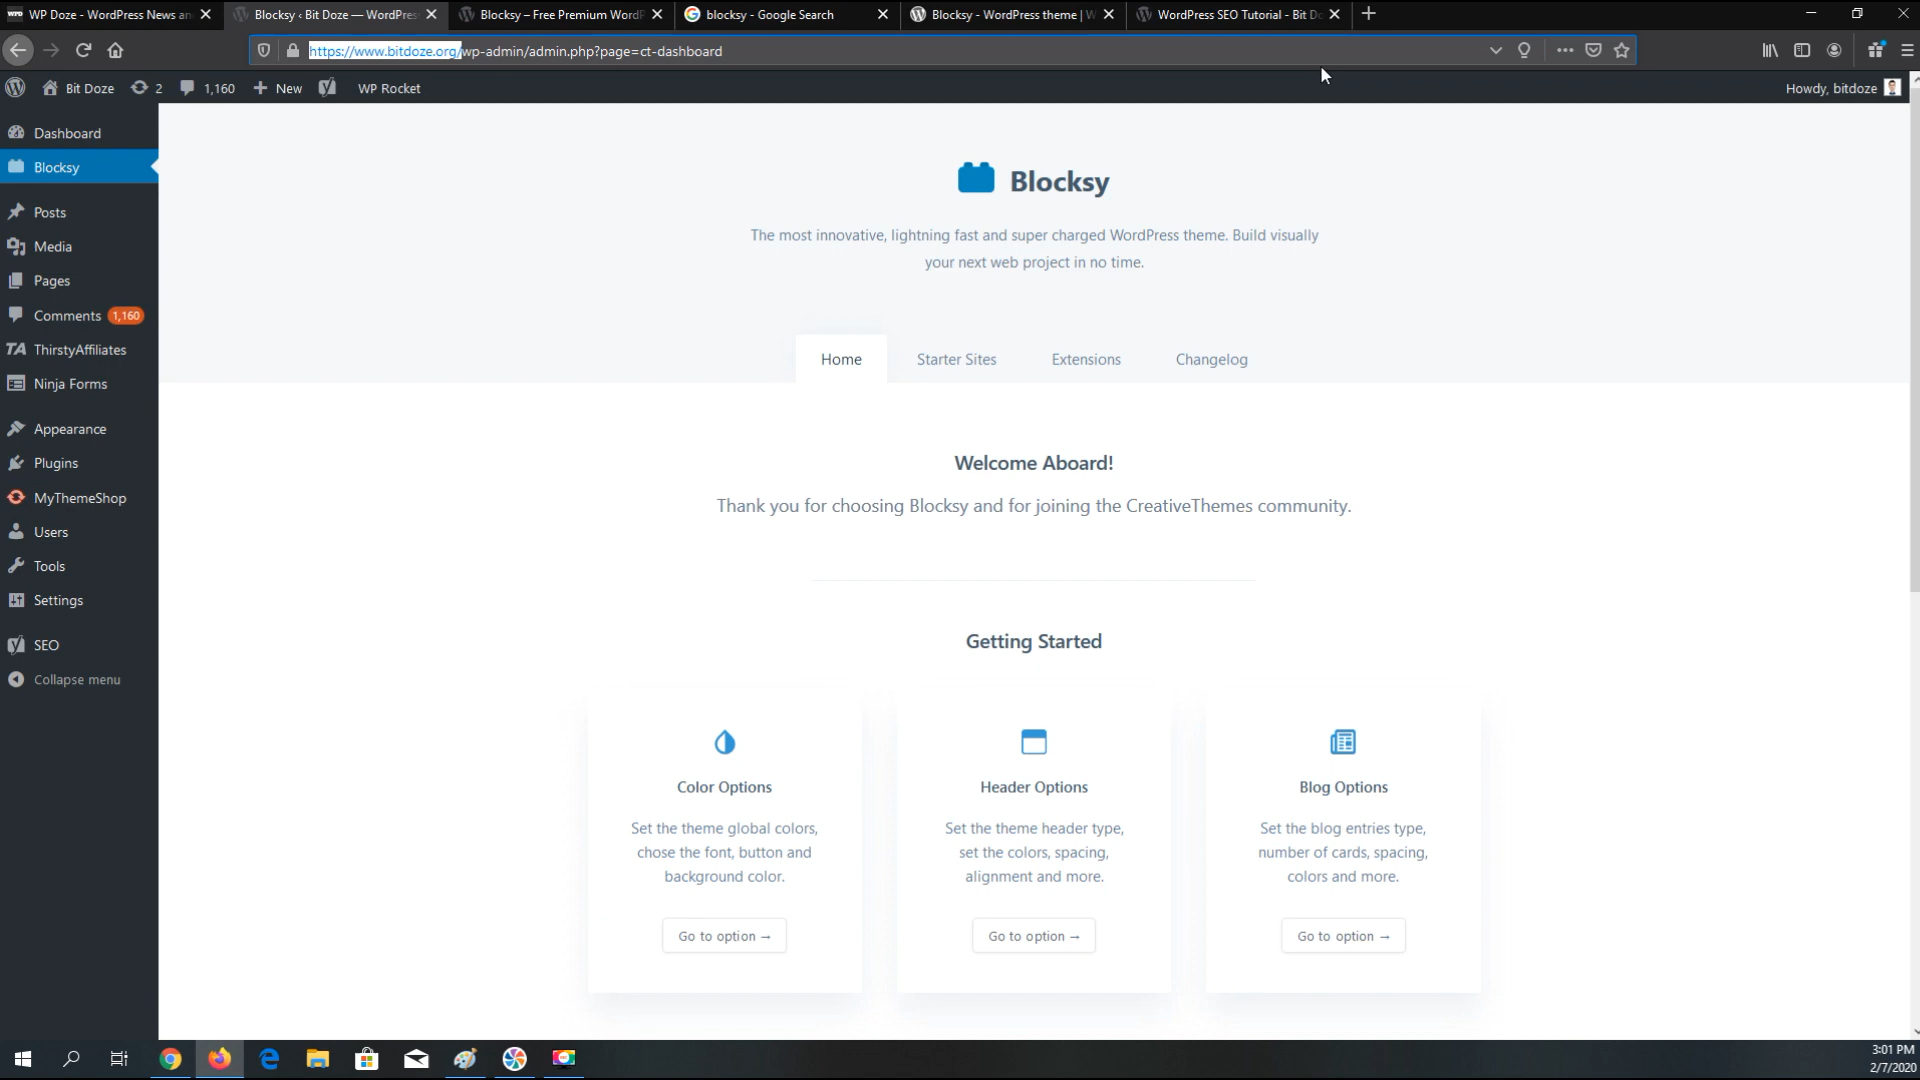 WP Doze - WordPress News an
Blocksy ‹ Bit Doze — WordPress
Blocksy – Free Premium WordP
blocksy - Google Search
Blocksy - WordPress theme | W
WordPress SEO Tutorial - Bit Do
https://www.bitdoze.org/wp-admin/admin.php?page=ct-dashboard
Bit Doze
2
1,160
New
WP Rocket
Howdy, bitdoze
Dashboard
Blocksy
Posts
Media
Pages
Comments 1,160
ThirstyAffiliates
Ninja Forms
Appearance
Plugins
MyThemeShop
Users
Tools
Settings
SEO
Collapse menu
Blocksy
The most innovative, lightning fast and super charged WordPress theme. Build visually
your next web project in no time.
Home
Starter Sites
Extensions
Changelog
Welcome Aboard!
Thank you for choosing Blocksy and for joining the CreativeThemes community.
Getting Started
Color Options
Set the theme global colors,
chose the font, button and
background color.
Go to option →
Header Options
Set the theme header type,
set the colors, spacing,
alignment and more.
Go to option →
Blog Options
Set the blog entries type,
number of cards, spacing,
colors and more.
Go to option →
3:01 PM
2/7/2020